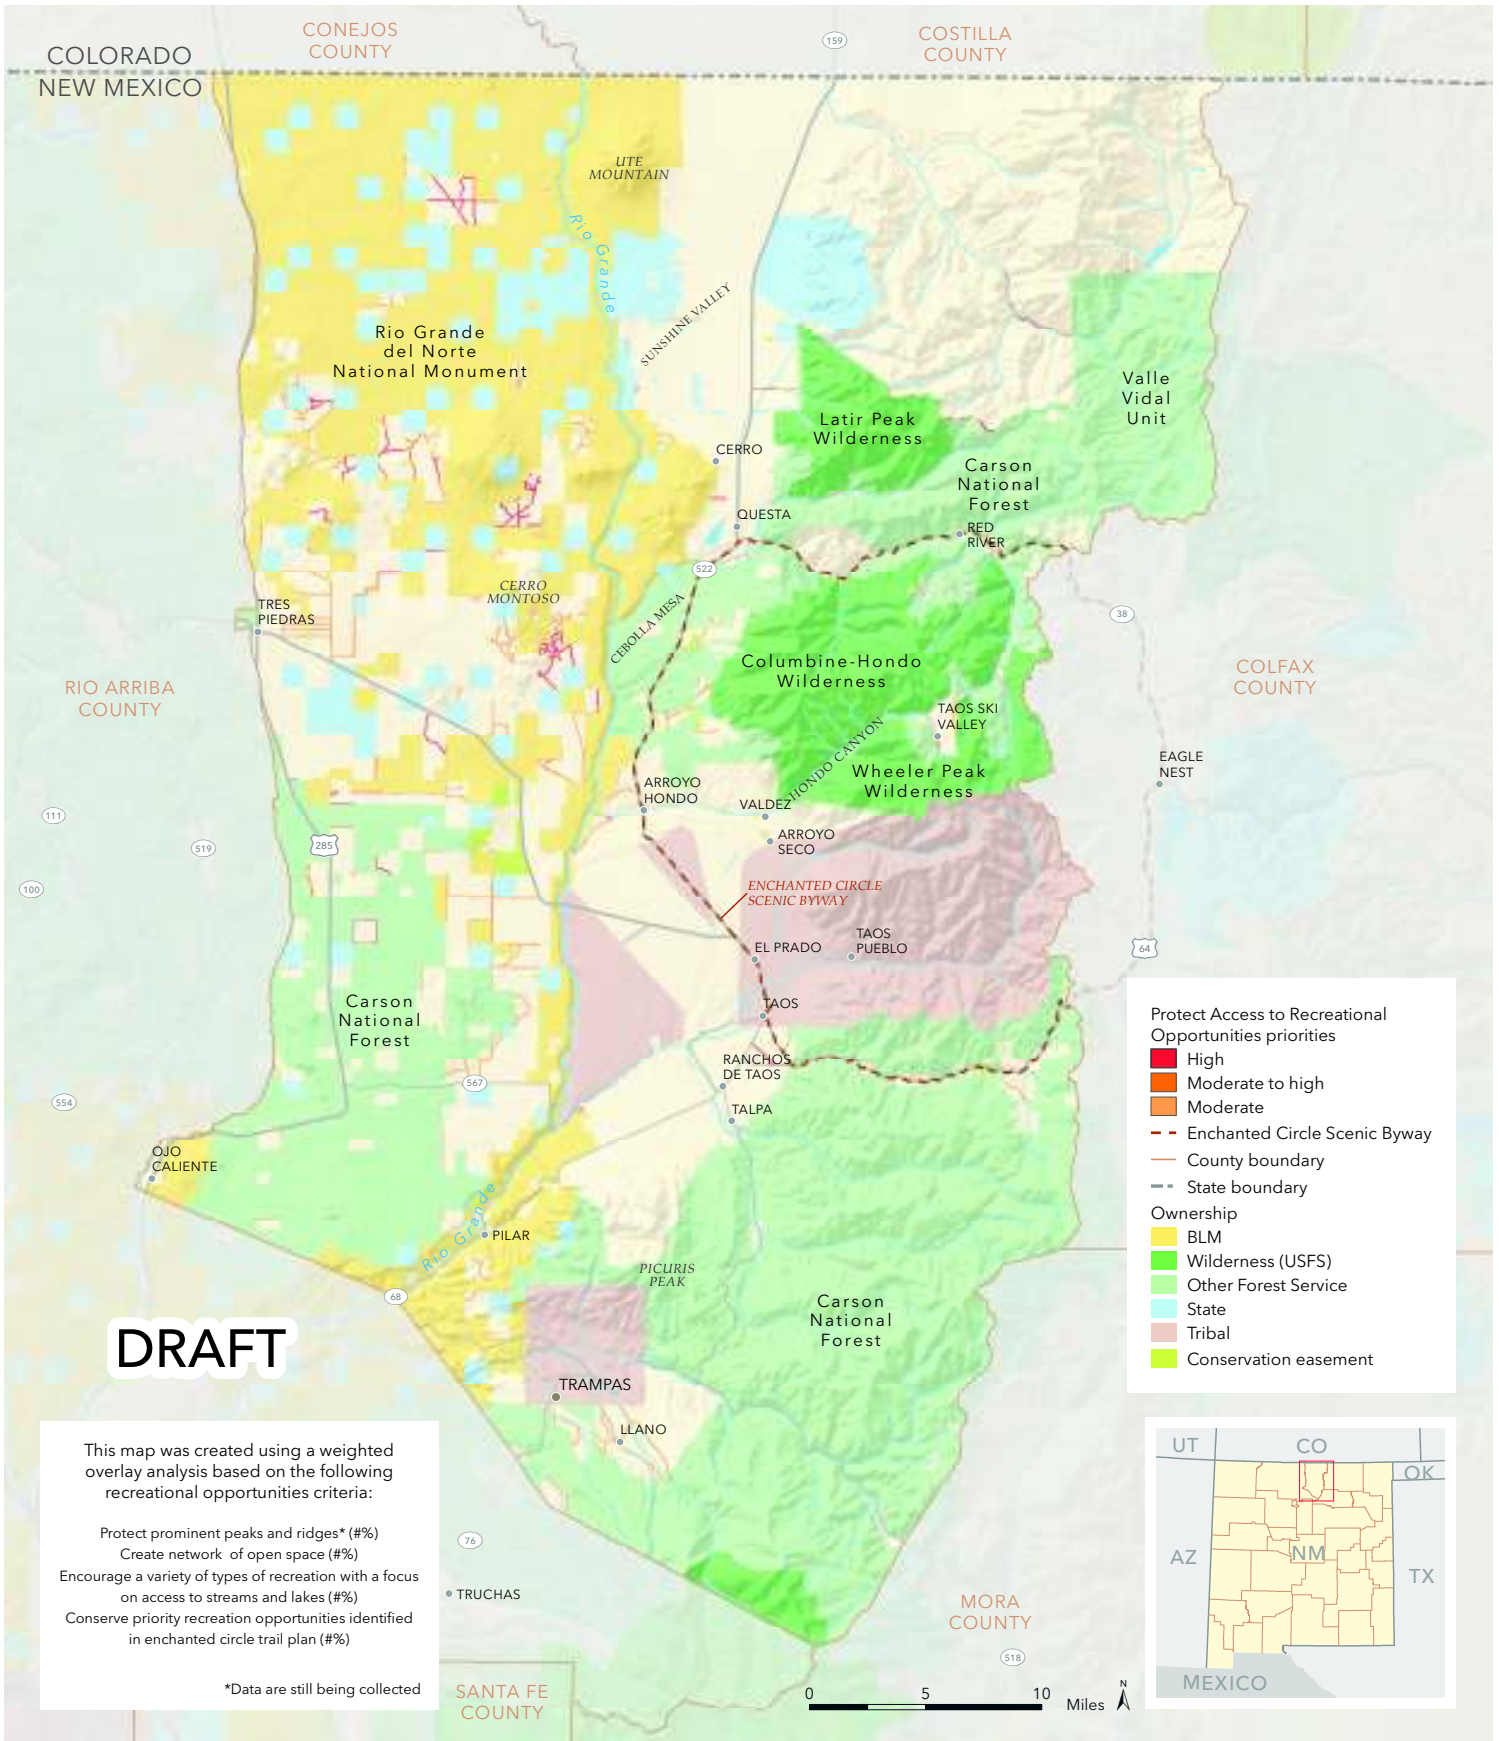 CONEJOS
COUNTY
COSTILLA
COUNTY
159
COLORADO
NEW MEXICO
UTE
MOUNTAIN
Rio Grande
SUNSHINE VALLEY
Rio Grande
del Norte
National Monument
Valle
Vidal
Unit
Latir Peak
Wilderness
CERRO
Carson
National
Forest
QUESTA
RED
RIVER
522
CERRO
MONTOSO
CEBOLLA MESA
TRES
PIEDRAS
38
Columbine-Hondo
Wilderness
COLFAX
COUNTY
RIO ARRIBA
COUNTY
TAOS SKI
VALLEY
HONDO CANYON
EAGLE
NEST
Wheeler Peak
Wilderness
ARROYO
HONDO
VALDEZ
111
519
285
ARROYO
SECO
100
ENCHANTED CIRCLE
SCENIC BYWAY
TAOS
PUEBLO
EL PRADO
64
Carson
National
Forest
TAOS
RANCHOS
DE TAOS
567
554
TALPA
OJO
CALIENTE
Rio Grande
PILAR
PICURIS
PEAK
68
Carson
National
Forest
DRAFT
TRAMPAS
LLANO
76
TRUCHAS
MORA
COUNTY
518
SANTA FE
COUNTY
Protect Access to Recreational
Opportunities priorities
High
Moderate to high
Moderate
Enchanted Circle Scenic Byway
County boundary
State boundary
Ownership
BLM
Wilderness (USFS)
Other Forest Service
State
Tribal
Conservation easement
This map was created using a weighted
overlay analysis based on the following
recreational opportunities criteria:
Protect prominent peaks and ridges* (#%)
Create network of open space (#%)
Encourage a variety of types of recreation with a focus
on access to streams and lakes (#%)
Conserve priority recreation opportunities identified
in enchanted circle trail plan (#%)
*Data are still being collected
UT
CO
OK
AZ
NM
TX
MEXICO
0 5 10 Miles
N